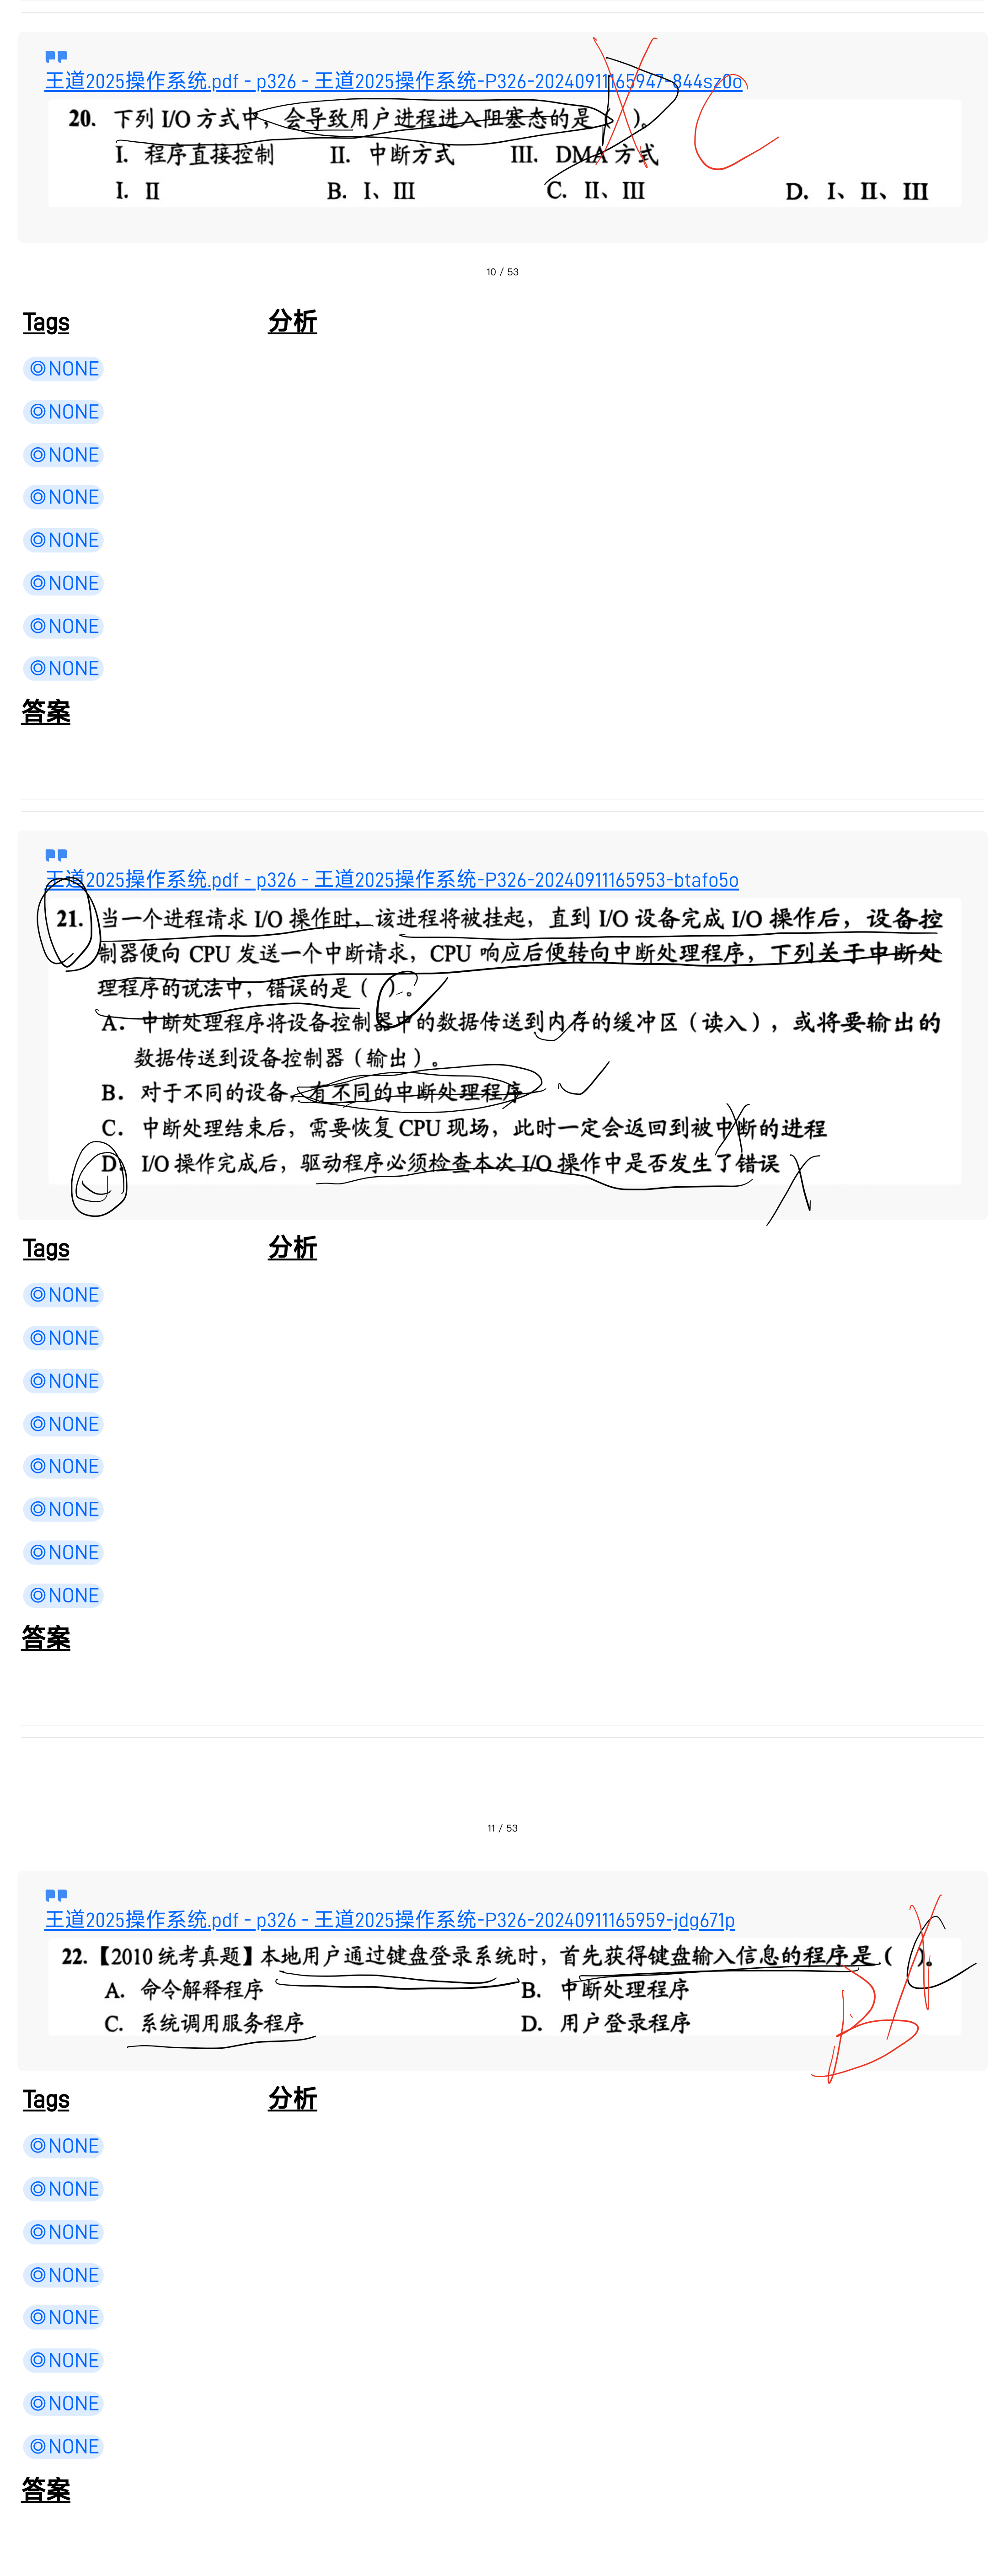 王道2025操作系统.pdf - p326 - 王道2025操作系统-P326-20240911165947-844sz0o
20. 下列 I/O 方式中，会导致用户进程进入阻塞态的是（ ）。
I. 程序直接控制 II. 中断方式 III. DMA 方式
I. II B. I、III C. II、III D. I、II、III
D
C
10 / 53
Tags 分析
NONE
NONE
NONE
NONE
NONE
NONE
NONE
NONE
答案
王道2025操作系统.pdf - p326 - 王道2025操作系统-P326-20240911165953-btafo5o
21. 当一个进程请求 I/O 操作时，该进程将被挂起，直到 I/O 设备完成 I/O 操作后，设备控
制器便向 CPU 发送一个中断请求，CPU 响应后便转向中断处理程序，下列关于中断处
理程序的说法中，错误的是（ ）。
A. 中断处理程序将设备控制器中的数据传送到内存的缓冲区（读入），或将要输出的
数据传送到设备控制器（输出）。
B. 对于不同的设备，有不同的中断处理程序
C. 中断处理结束后，需要恢复 CPU 现场，此时一定会返回到被中断的进程
D. I/O 操作完成后，驱动程序必须检查本次 I/O 操作中是否发生了错误
Tags 分析
NONE
NONE
NONE
NONE
NONE
NONE
NONE
NONE
答案
11 / 53
王道2025操作系统.pdf - p326 - 王道2025操作系统-P326-20240911165959-jdg671p
22.【2010 统考真题】本地用户通过键盘登录系统时，首先获得键盘输入信息的程序是（ ）。
A. 命令解释程序 B. 中断处理程序
C. 系统调用服务程序 D. 用户登录程序
B
Tags 分析
NONE
NONE
NONE
NONE
NONE
NONE
NONE
NONE
答案